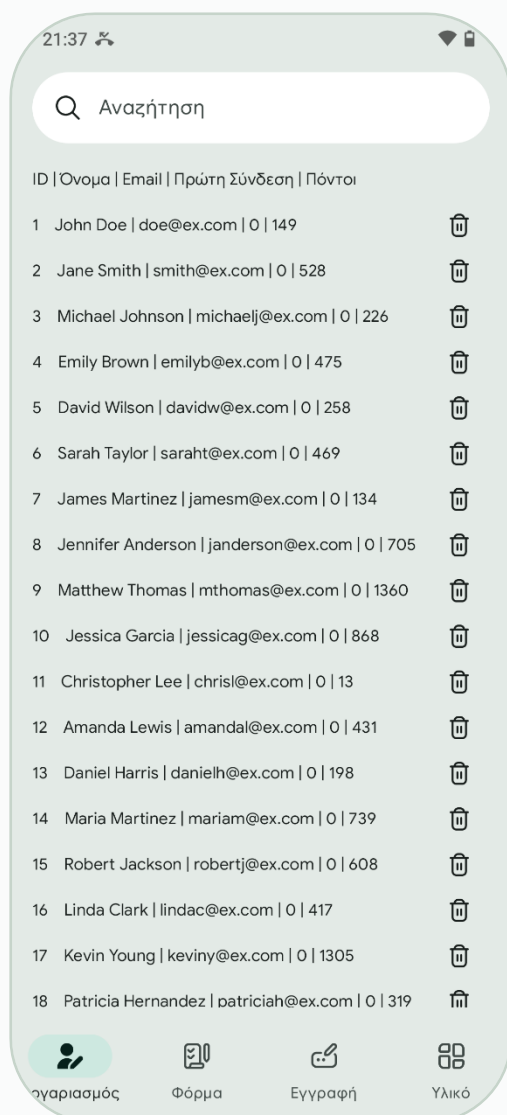 21:37
Αναζήτηση
ID | Όνομα | Email | Πρώτη Σύνδεση | Πόντοι
1 John Doe | doe@ex.com | 0 | 149
2 Jane Smith | smith@ex.com | 0 | 528
3 Michael Johnson | michaelj@ex.com | 0 | 226
4 Emily Brown | emilyb@ex.com | 0 | 475
5 David Wilson | davidw@ex.com | 0 | 258
6 Sarah Taylor | saraht@ex.com | 0 | 469
7 James Martinez | jamesm@ex.com | 0 | 134
8 Jennifer Anderson | janderson@ex.com | 0 | 705
9 Matthew Thomas | mthomas@ex.com | 0 | 1360
10 Jessica Garcia | jessicag@ex.com | 0 | 868
11 Christopher Lee | chrisl@ex.com | 0 | 13
12 Amanda Lewis | amandal@ex.com | 0 | 431
13 Daniel Harris | danielh@ex.com | 0 | 198
14 Maria Martinez | mariam@ex.com | 0 | 739
15 Robert Jackson | robertj@ex.com | 0 | 608
16 Linda Clark | lindac@ex.com | 0 | 417
17 Kevin Young | keviny@ex.com | 0 | 1305
18 Patricia Hernandez | patriciah@ex.com | 0 | 319
ογαριασμός Φόρμα Εγγραφή Υλικό